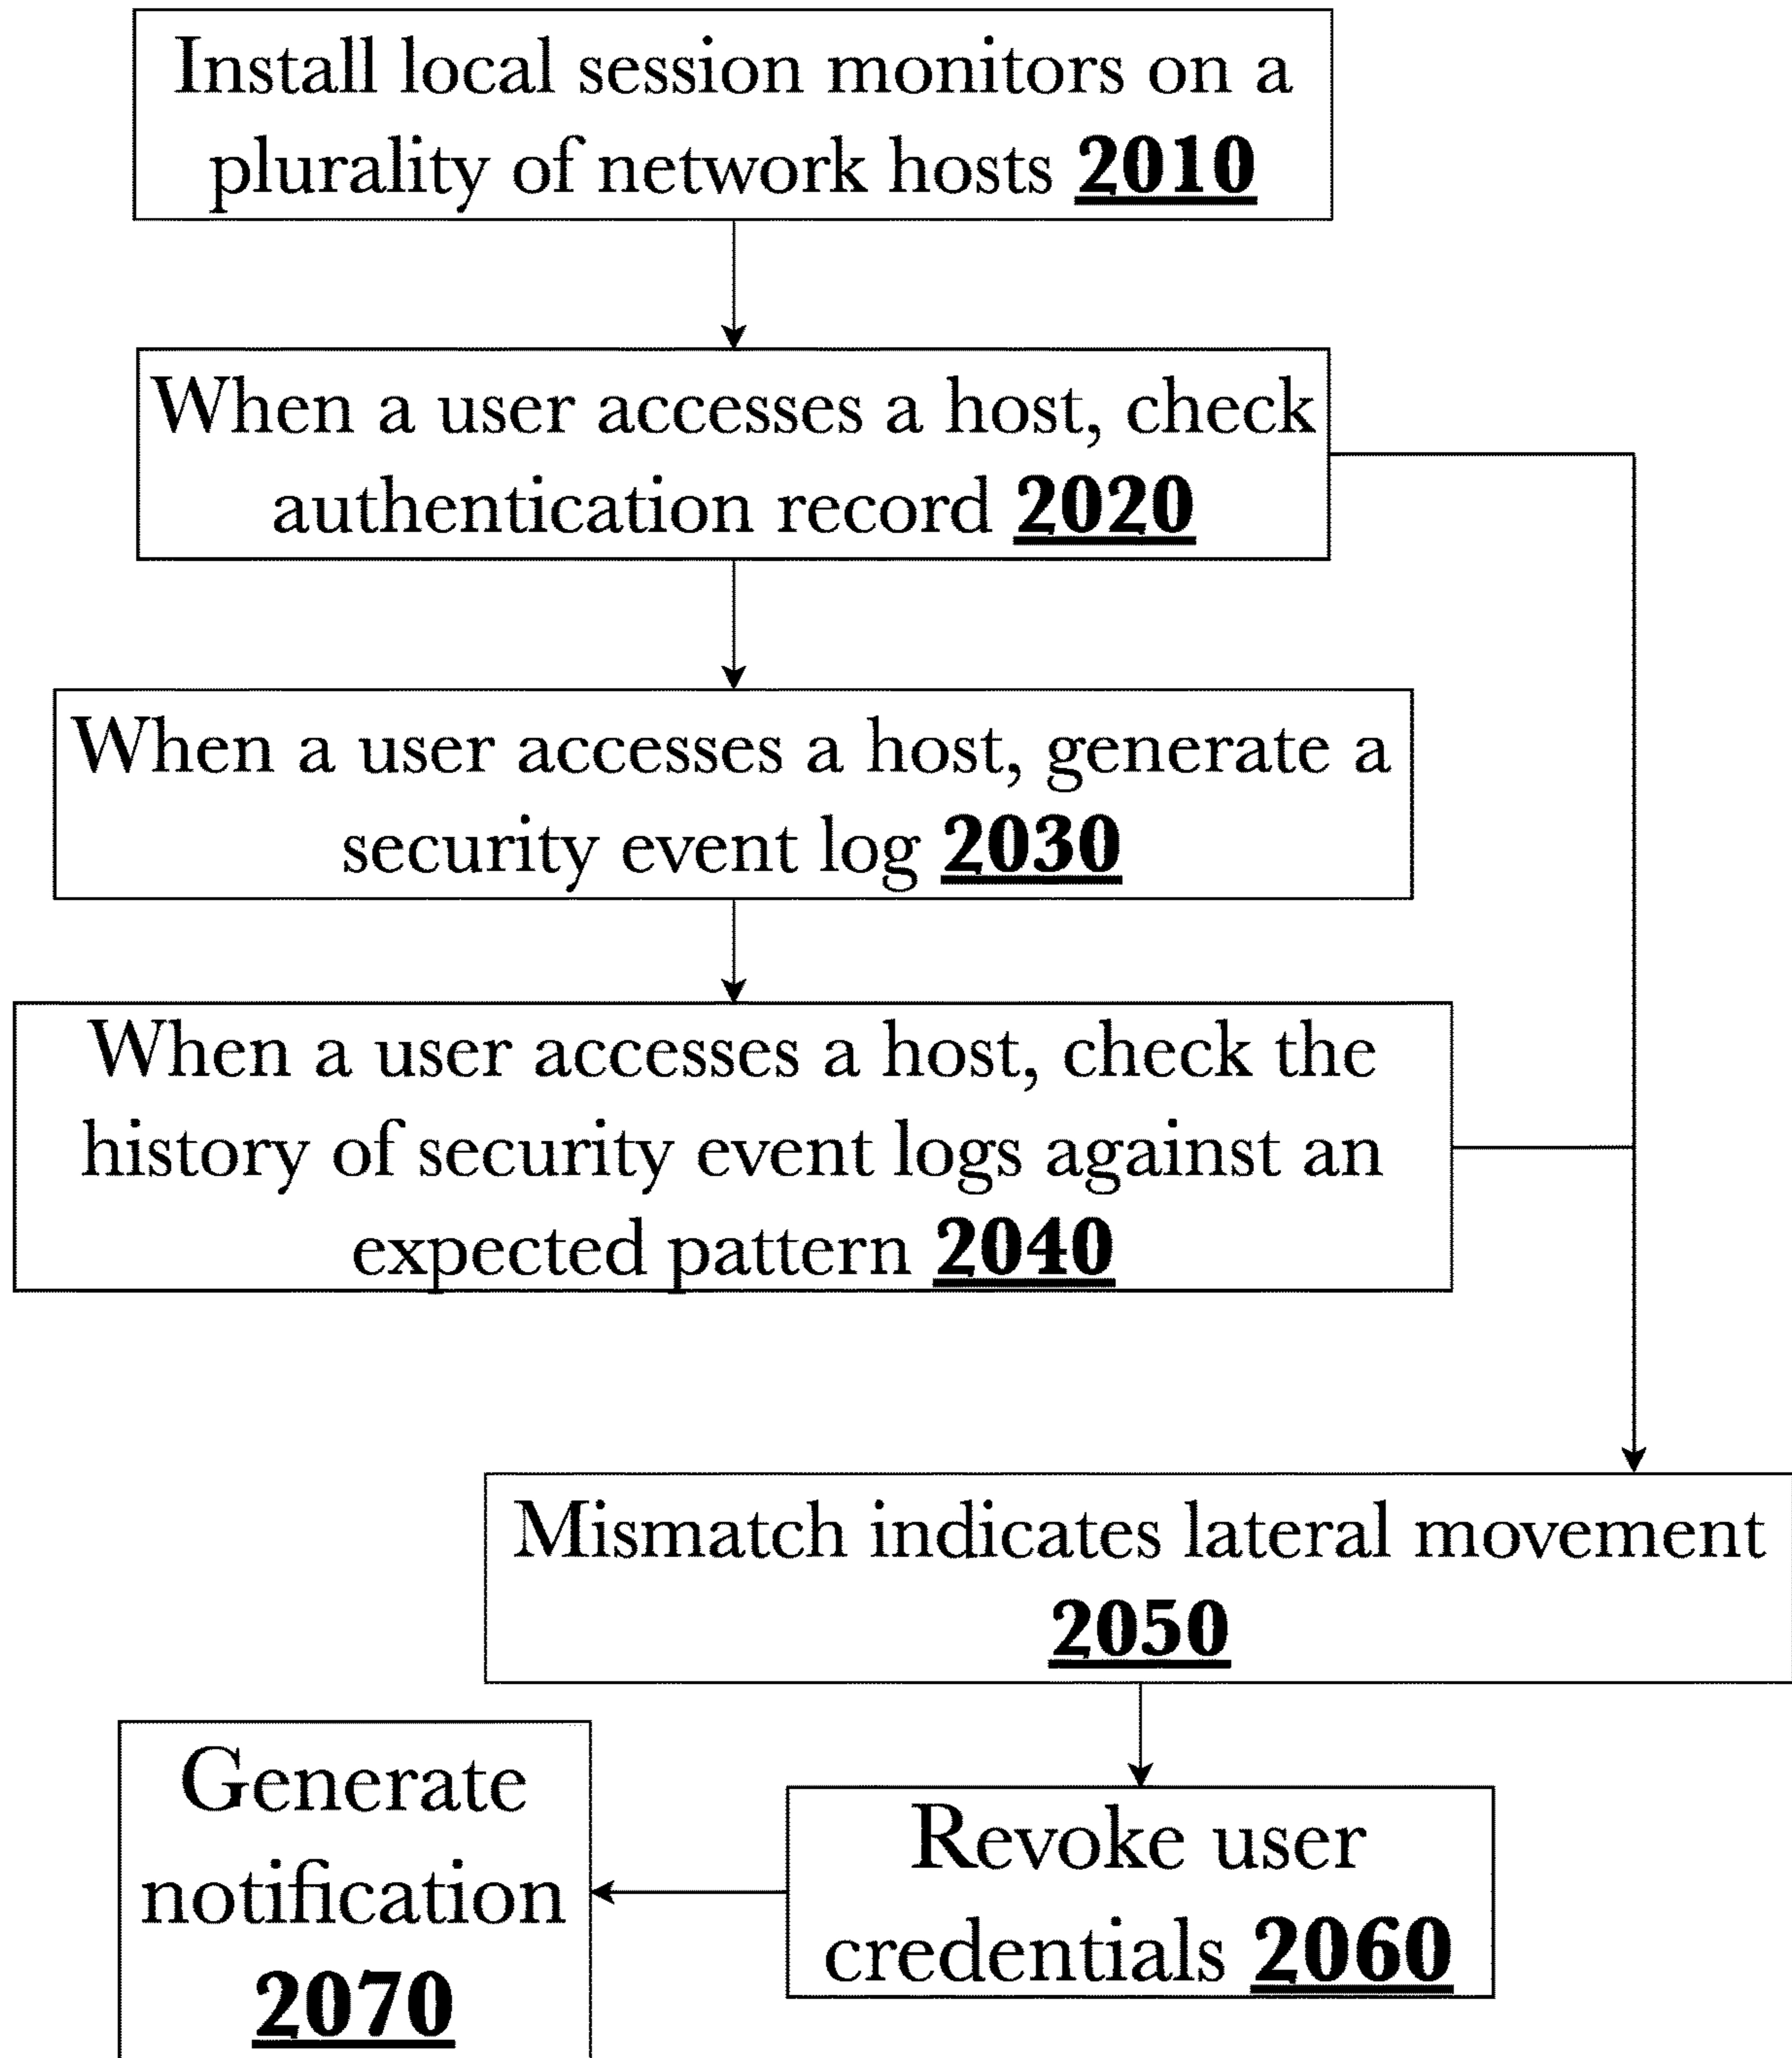 Install local session monitors on a
plurality of network hosts 2010
When a user accesses a host, check
authentication record 2020
When a user accesses a host, generate a
security event log 2030
When a user accesses a host, check the
history of security event logs against an
expected pattern 2040
Mismatch indicates lateral movement
2050
Revoke user
credentials 2060
Generate
notification
2070